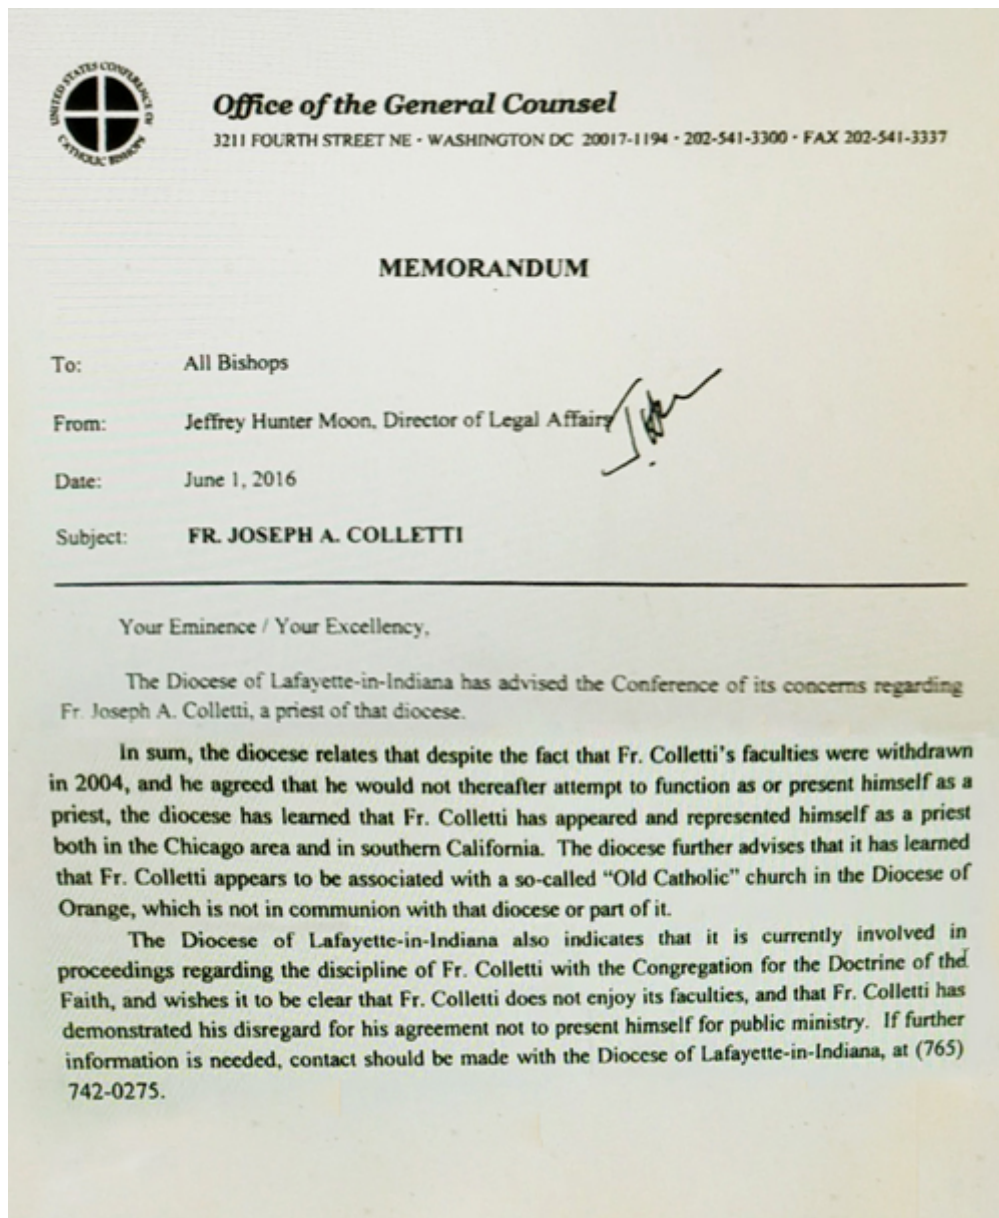 UNITED STATES CONFERENCE OF
CATHOLIC BISHOPS
Office of the General Counsel
3211 FOURTH STREET NE · WASHINGTON DC 20017-1194 · 202-541-3300 · FAX 202-541-3337
MEMORANDUM
To: All Bishops
From: Jeffrey Hunter Moon, Director of Legal Affairs
Date: June 1, 2016
Subject: FR. JOSEPH A. COLLETTI
Your Eminence / Your Excellency,
The Diocese of Lafayette-in-Indiana has advised the Conference of its concerns regarding
Fr. Joseph A. Colletti, a priest of that diocese.
In sum, the diocese relates that despite the fact that Fr. Colletti's faculties were withdrawn
in 2004, and he agreed that he would not thereafter attempt to function as or present himself as a
priest, the diocese has learned that Fr. Colletti has appeared and represented himself as a priest
both in the Chicago area and in southern California. The diocese further advises that it has learned
that Fr. Colletti appears to be associated with a so-called "Old Catholic" church in the Diocese of
Orange, which is not in communion with that diocese or part of it.
The Diocese of Lafayette-in-Indiana also indicates that it is currently involved in
proceedings regarding the discipline of Fr. Colletti with the Congregation for the Doctrine of the
Faith, and wishes it to be clear that Fr. Colletti does not enjoy its faculties, and that Fr. Colletti has
demonstrated his disregard for his agreement not to present himself for public ministry. If further
information is needed, contact should be made with the Diocese of Lafayette-in-Indiana, at (765)
742-0275.